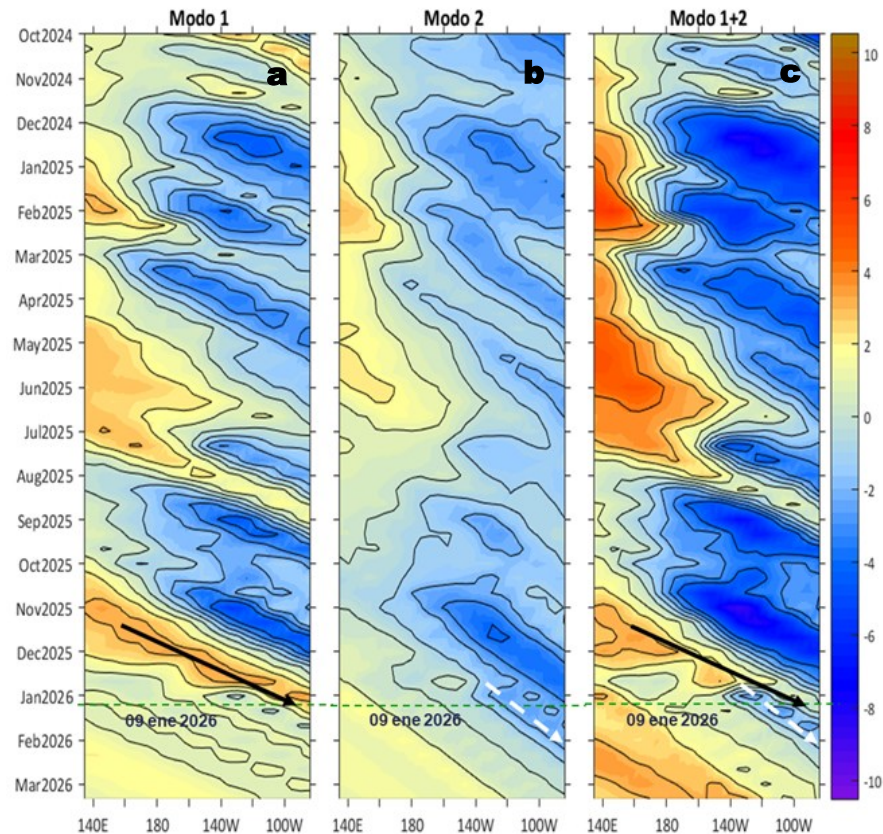 Modo 1
Modo 2
Modo 1+2
a
b
c
Oct2024
Nov2024
Dec2024
Jan2025
Feb2025
Mar2025
Apr2025
May2025
Jun2025
Jul2025
Aug2025
Sep2025
Oct2025
Nov2025
Dec2025
Jan2026
Feb2026
Mar2026
09 ene 2026
09 ene 2026
09 ene 2026
140E
180
140W
100W
140E
180
140W
100W
140E
180
140W
100W
10
8
6
4
2
0
-2
-4
-6
-8
-10